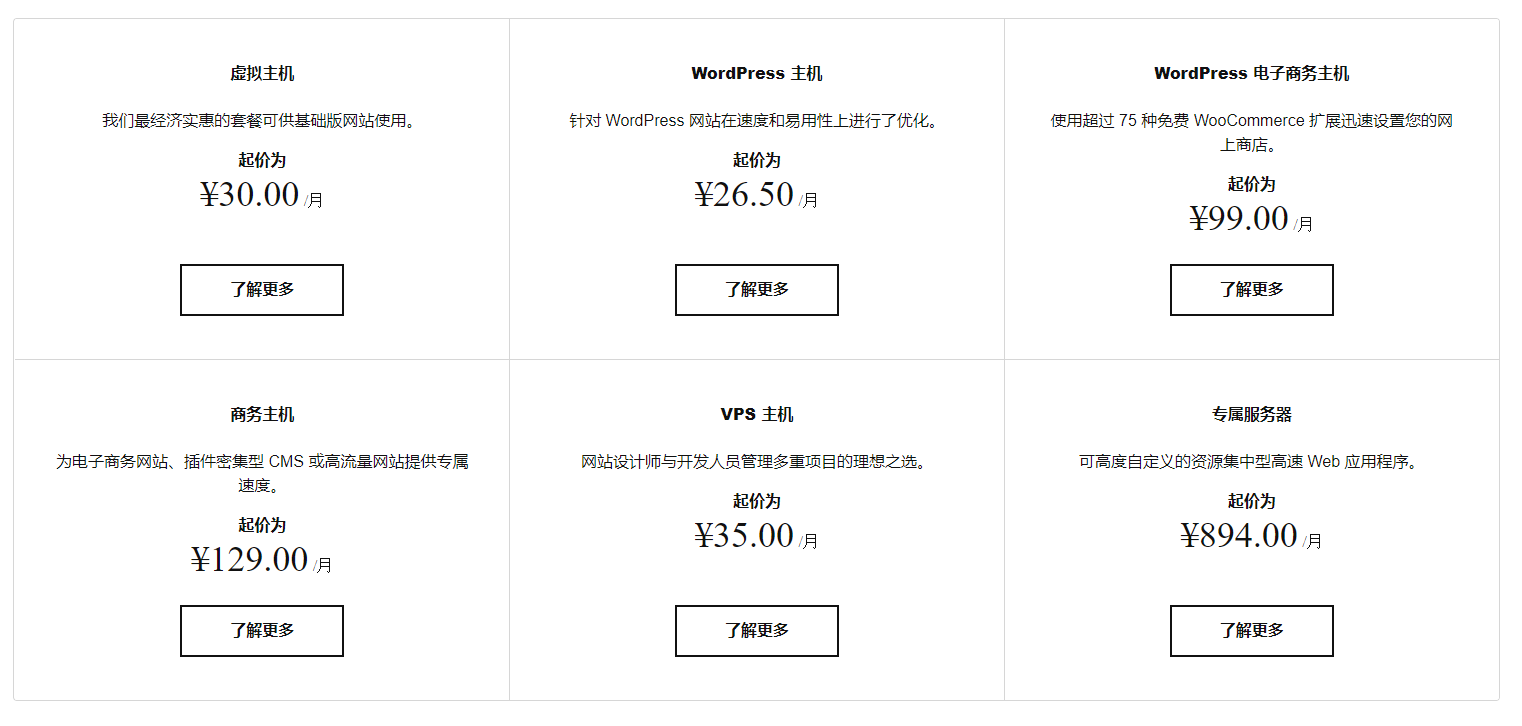 虚拟主机
我们最经济实惠的套餐可供基础版网站使用。
起价为
¥30.00 /月
了解更多
WordPress 主机
针对 WordPress 网站在速度和易用性上进行了优化。
起价为
¥26.50 /月
了解更多
WordPress 电子商务主机
使用超过 75 种免费 WooCommerce 扩展迅速设置您的网
上商店。
起价为
¥99.00 /月
了解更多
商务主机
为电子商务网站、插件密集型 CMS 或高流量网站提供专属
速度。
起价为
¥129.00 /月
了解更多
VPS 主机
网站设计师与开发人员管理多重项目的理想之选。
起价为
¥35.00 /月
了解更多
专属服务器
可高度自定义的资源集中型高速 Web 应用程序。
起价为
¥894.00 /月
了解更多